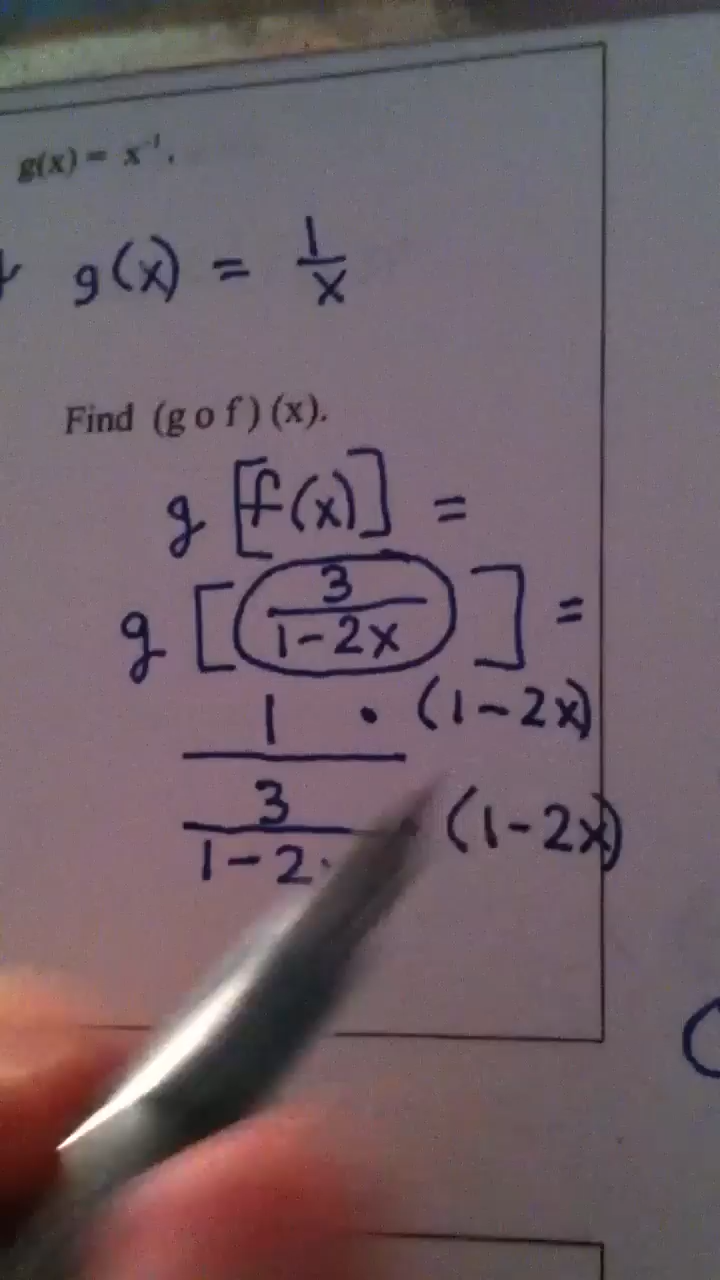 g(x) = x⁻¹.
g(x) = 1/x
Find (g o f) (x).
g [f(x)] =
g [ 3/(1-2x) ] =
1 · (1-2x)
3 · (1-2x)
1-2